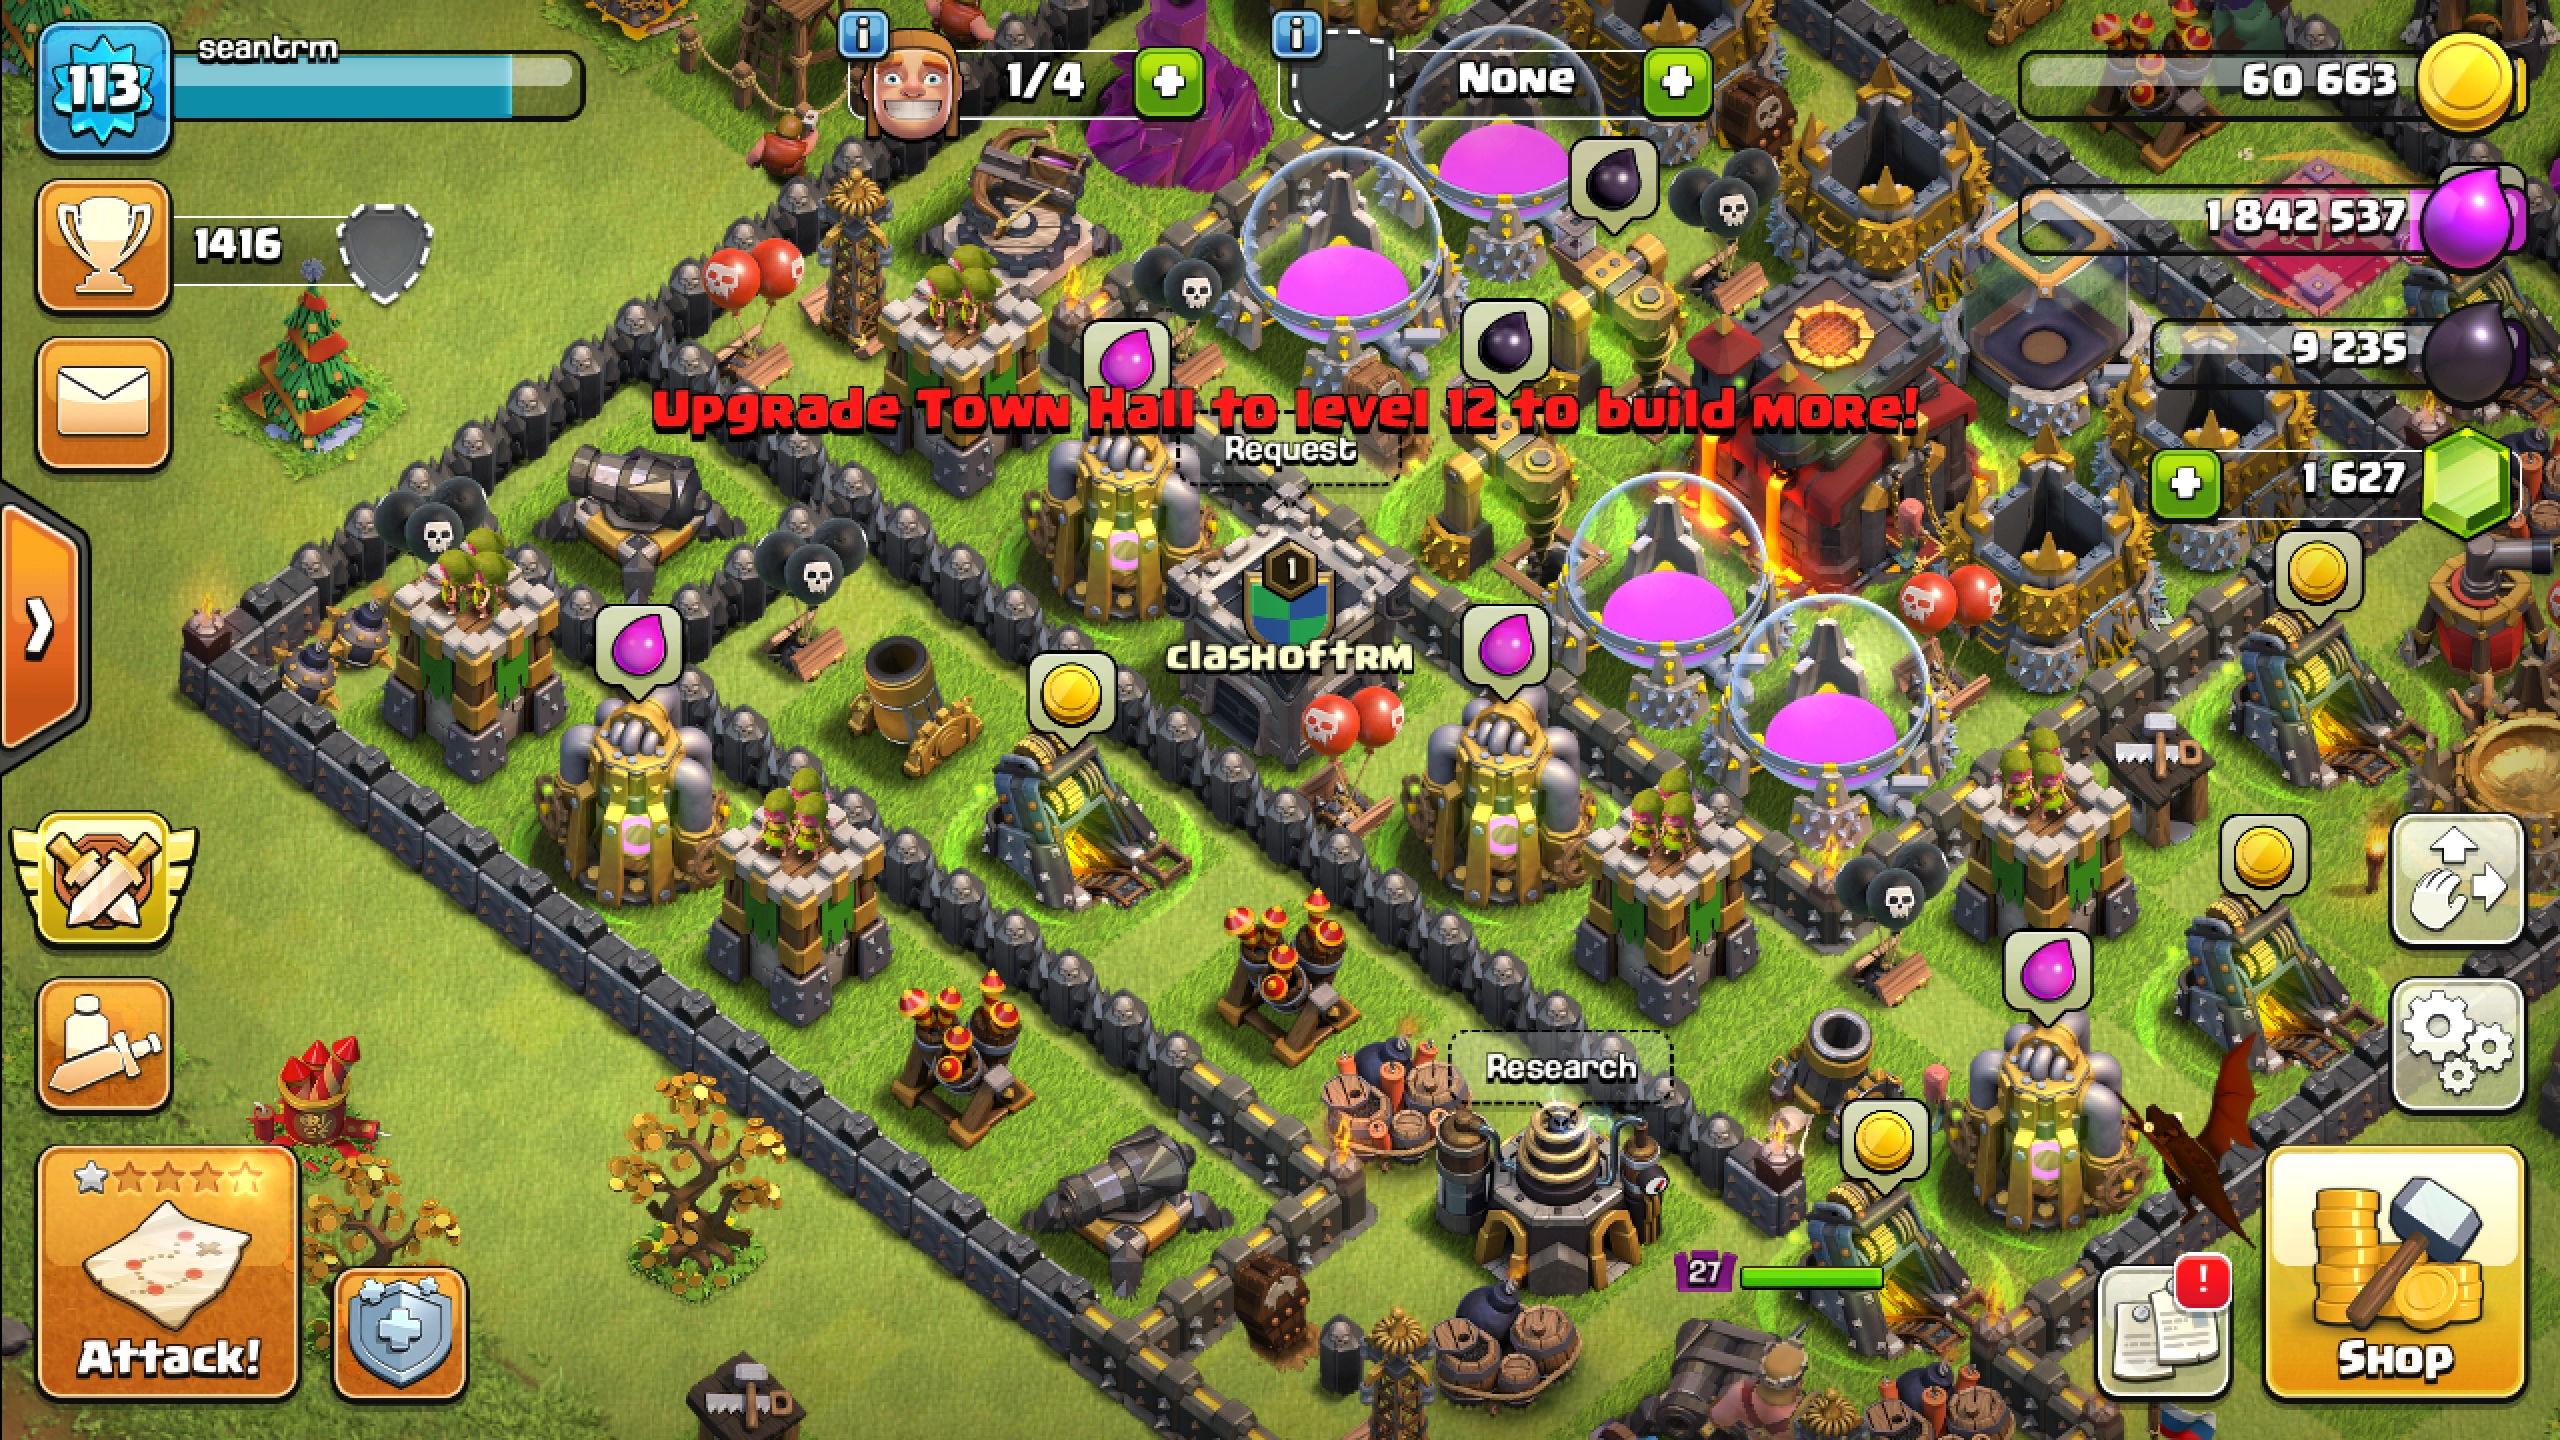 113
seantrm
1/4
None
60 663
1416
1 842 537
9 235
Upgrade Town Hall to level 12 to build more!
Request
1 627
1
clashoftrm
Research
27
!
Attack!
Shop